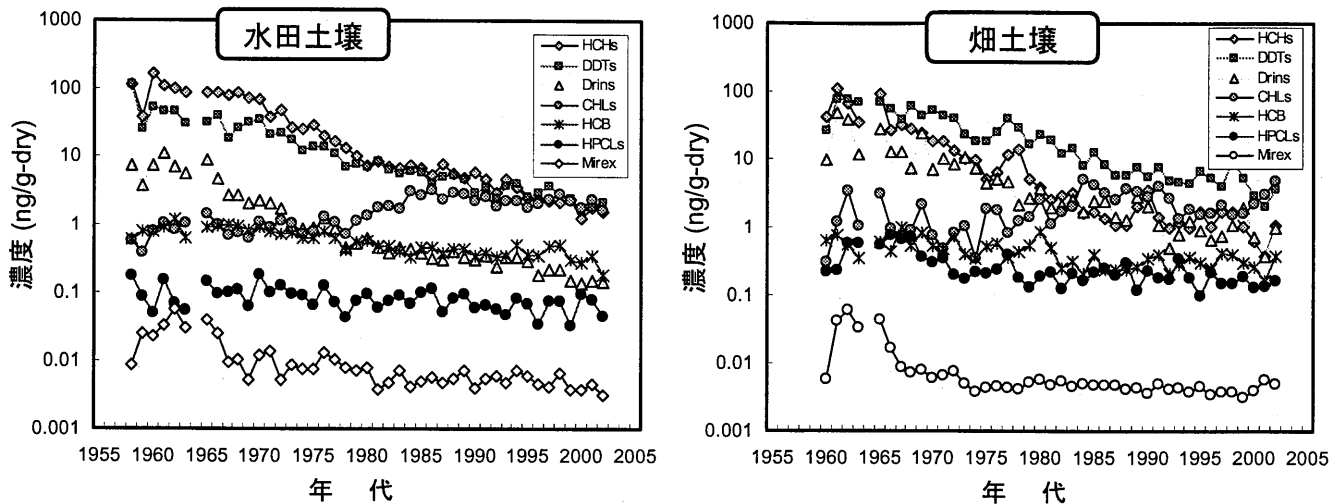 水田土壌
1000
100
10
1
0.1
0.01
0.001
濃度 (ng/g-dry)
1955 1960 1965 1970 1975 1980 1985 1990 1995 2000 2005
年 代
HCHs
DDTs
Drins
CHLs
HCB
HPCLs
Mirex
畑土壌
1000
100
10
1
0.1
0.01
0.001
濃度 (ng/g-dry)
1955 1960 1965 1970 1975 1980 1985 1990 1995 2000 2005
年 代
HCHs
DDTs
Drins
CHLs
HCB
HPCLs
Mirex